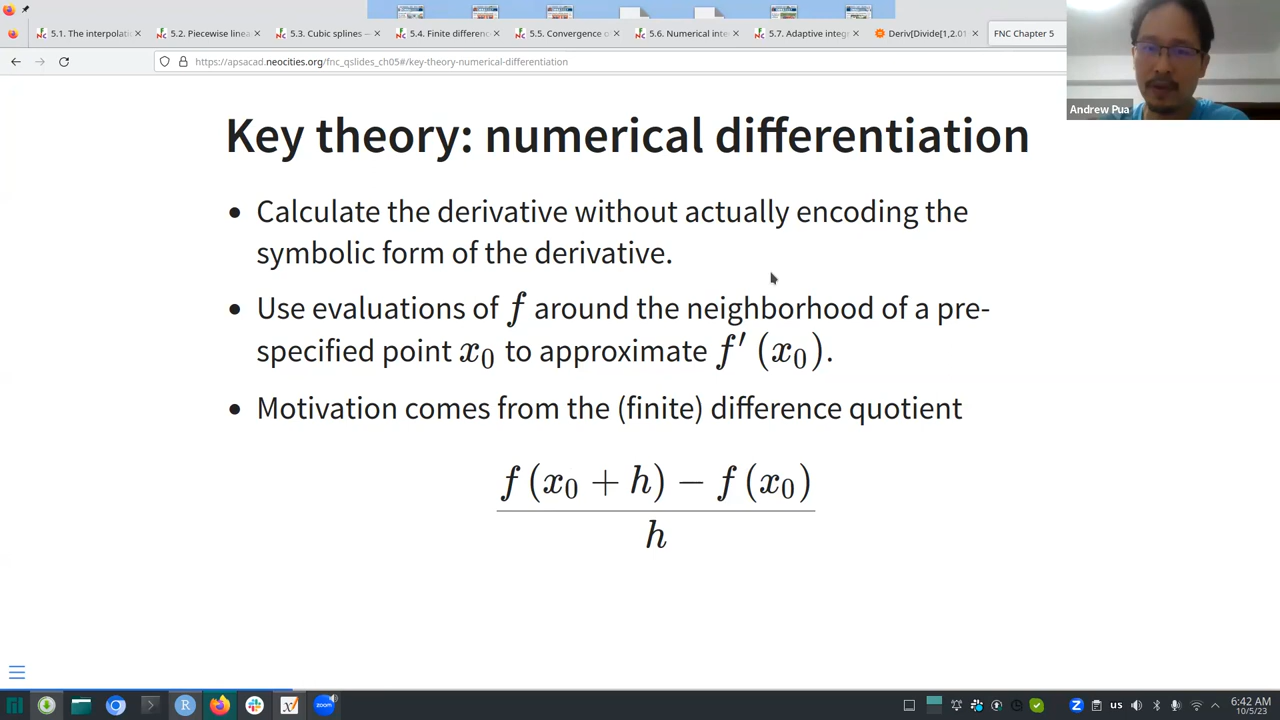 5.1. The interpolati
5.2. Piecewise linea
5.3. Cubic splines —
5.4. Finite differenc
5.5. Convergence o
5.6. Numerical inte
5.7. Adaptive integ
Deriv[Divide[1,2.01
FNC Chapter 5
https://apsacad.neocities.org/fnc_qslides_ch05#/key-theory-numerical-differentiation
Andrew Pua
Key theory: numerical differentiation
• Calculate the derivative without actually encoding the
symbolic form of the derivative.
• Use evaluations of f around the neighborhood of a pre-
specified point x₀ to approximate f′ (x₀).
• Motivation comes from the (finite) difference quotient
f (x₀ + h) − f (x₀)
h
us
6:42 AM
10/5/23
zoom